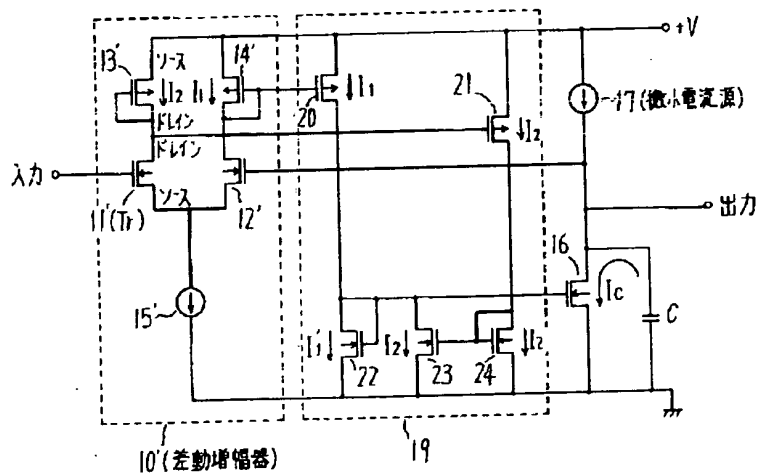 +V
13'
ソース
14'
I₂
I₁
ドレイン
ドレイン
20
I₁
21
I₂
17(微小電流源)
入力
11'(Tr)
ソース
12'
出力
16
Ic
C
15'
I₁'
22
I₂
23
24
I₂
10'(差動増幅器)
19